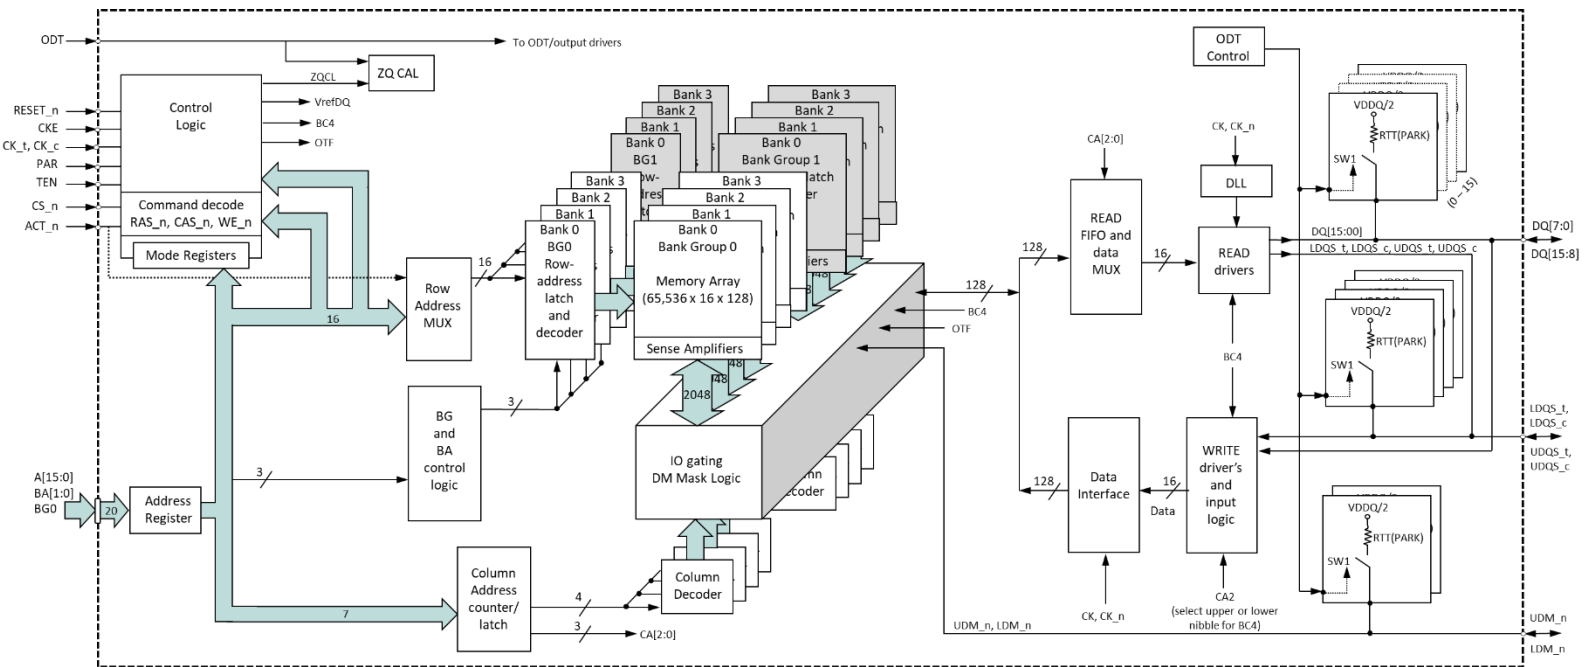 ODT
To ODT/output drivers
ZQ CAL
ZQCL
VrefDQ
BC4
OTF
Control
Logic
RESET_n
CKE
CK_t, CK_c
PAR
TEN
CS_n
ACT_n
Command decode
RAS_n, CAS_n, WE_n
Mode Registers
16
Row
Address
MUX
16
Bank 3
Bank 2
Bank 1
Bank 0
BG1
Bank 3
Bank 2
Bank 1
Bank 0
Bank Group 1
Bank 3
Bank 2
Bank 1
Bank 0
BG0
Row-
address
latch
and
decoder
Bank 3
Bank 2
Bank 1
Bank 0
Bank Group 0
Memory Array
(65,536 x 16 x 128)
Sense Amplifiers
2048
IO gating
DM Mask Logic
BG
and
BA
control
logic
3
3
A[15:0]
BA[1:0]
BG0
20
Address
Register
7
Column
Address
counter/
latch
4
3
CA[2:0]
Column
Decoder
Decoder
128
BC4
OTF
UDM_n, LDM_n
128
CA[2:0]
READ
FIFO and
data
MUX
16
CK, CK_n
DLL
READ
drivers
BC4
128
Data
Interface
16
Data
CK, CK_n
WRITE
driver's
and
input
logic
CA2
(select upper or lower
nibble for BC4)
ODT
Control
VDDQ/2
RTT(PARK)
SW1
(0 – 15)
DQ[15:00]
LDQS_t, LDQS_c, UDQS_t, UDQS_c
DQ[7:0]
DQ[15:8]
VDDQ/2
RTT(PARK)
SW1
LDQS_t,
LDQS_c
UDQS_t,
UDQS_c
VDDQ/2
RTT(PARK)
SW1
UDM_n
LDM_n